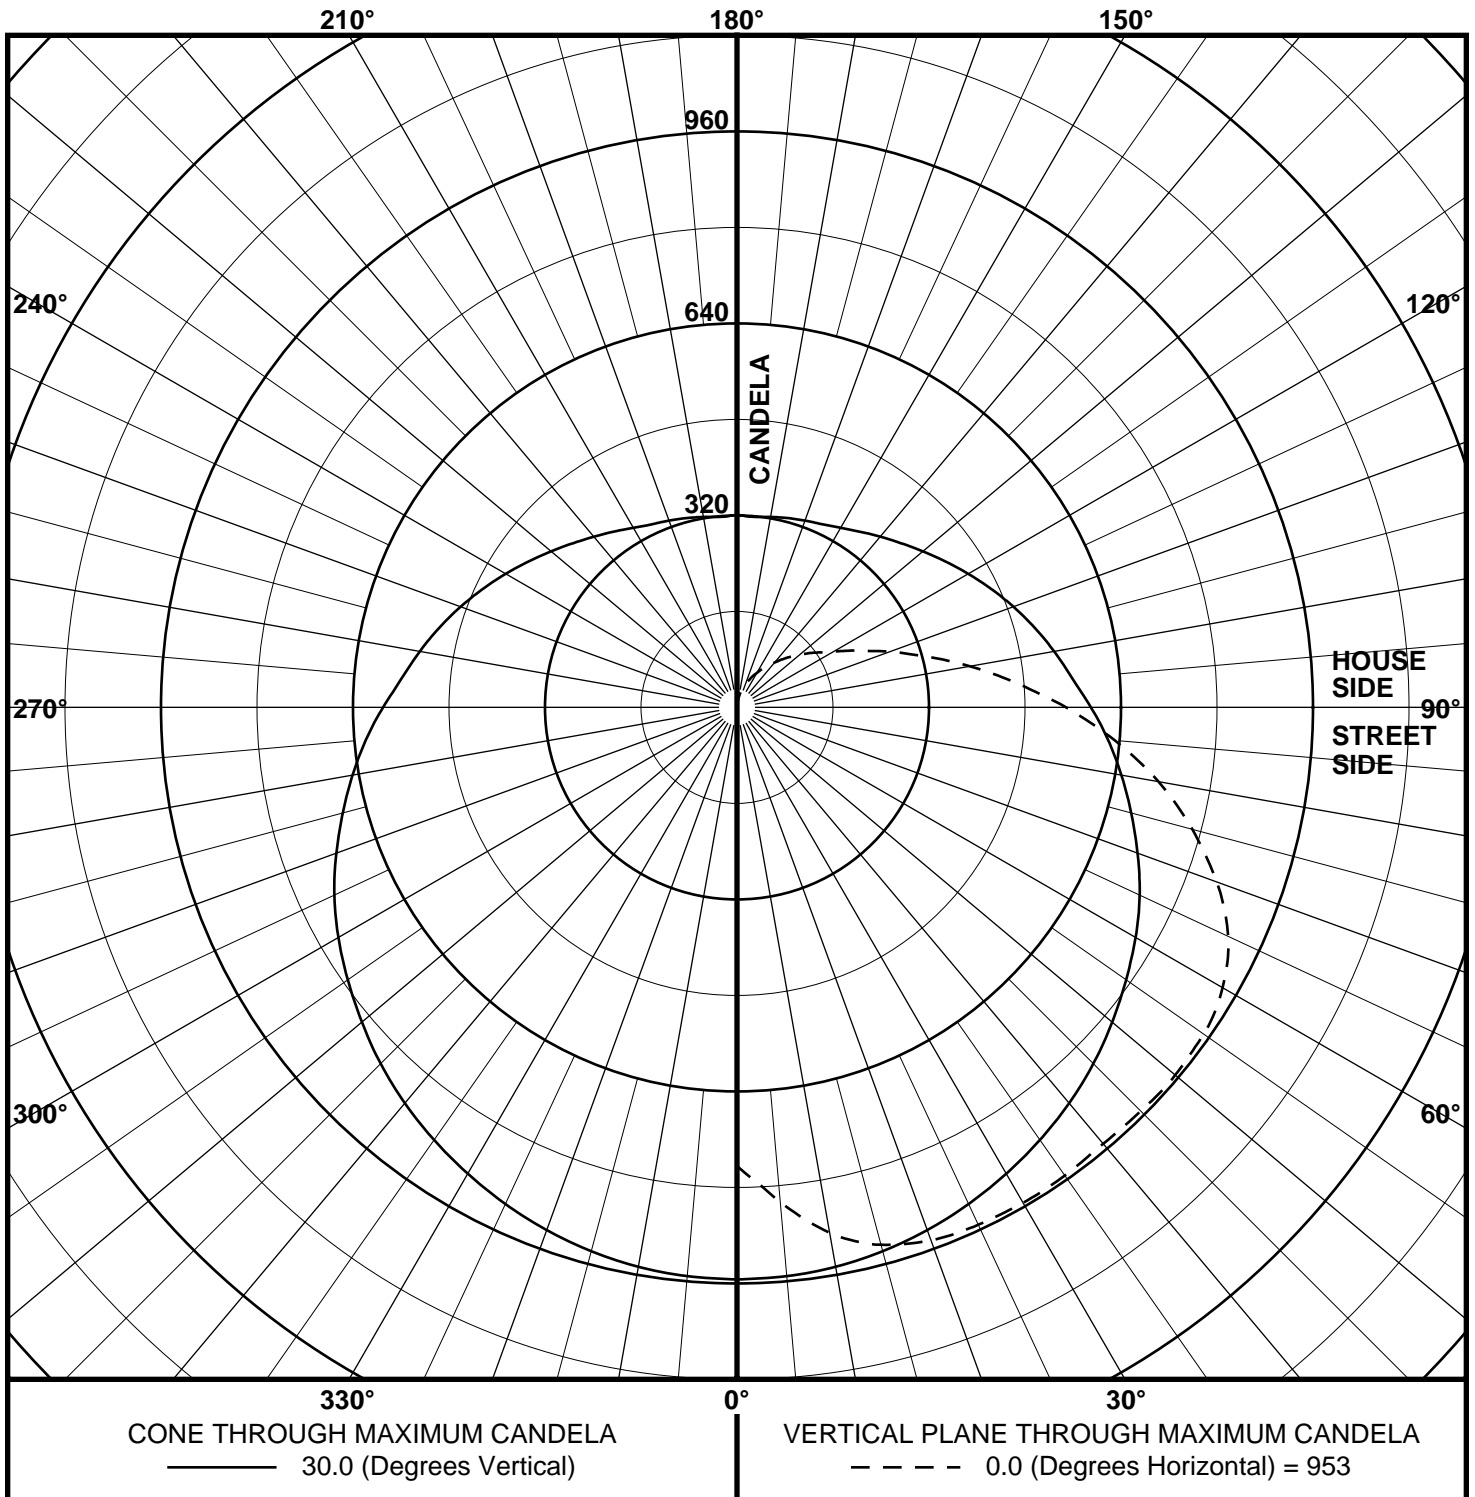 210° 180° 150°
960
240° 120°
640
CANDELA
320
HOUSE
SIDE
270° 90°
STREET
SIDE
300° 60°
330° 0° 30°
CONE THROUGH MAXIMUM CANDELA
30.0 (Degrees Vertical)
VERTICAL PLANE THROUGH MAXIMUM CANDELA
0.0 (Degrees Horizontal) = 953